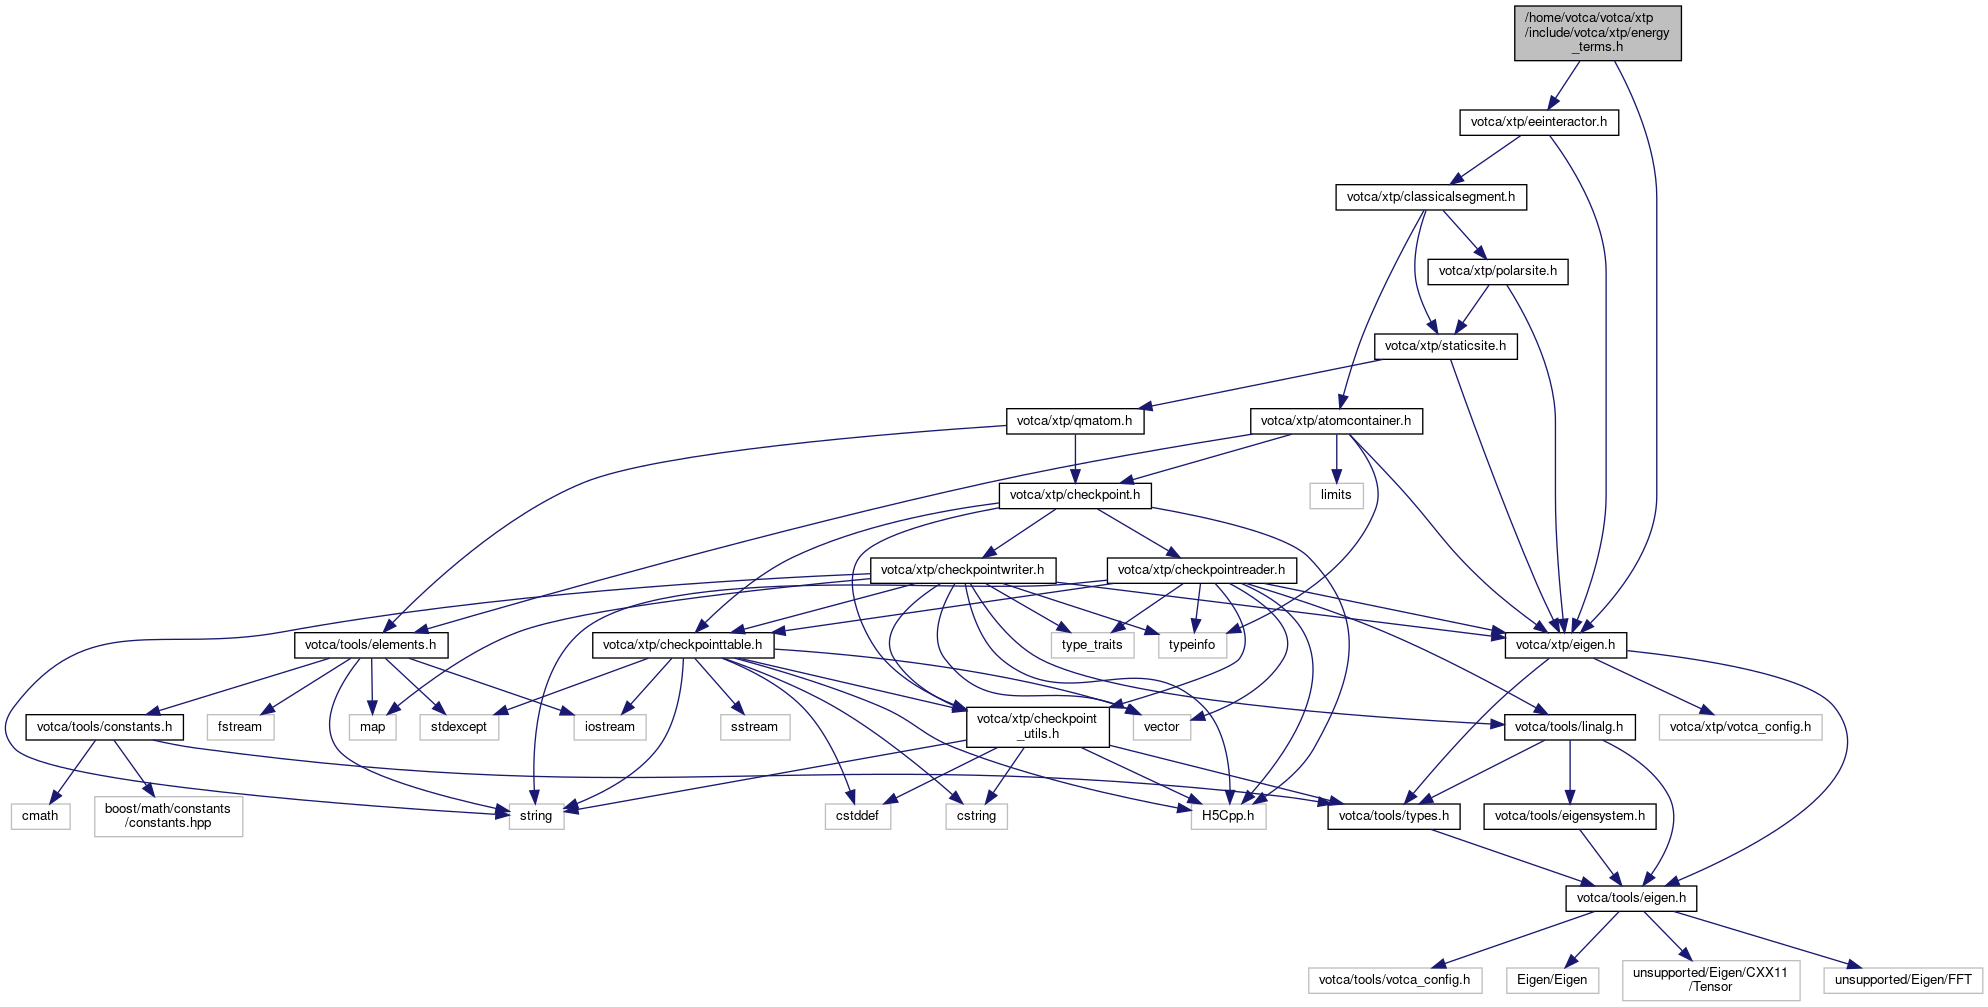 /home/votca/votca/xtp
/include/votca/xtp/energy
_terms.h
votca/xtp/eeinteractor.h
votca/xtp/classicalsegment.h
votca/xtp/polarsite.h
votca/xtp/staticsite.h
votca/xtp/qmatom.h
votca/xtp/atomcontainer.h
votca/xtp/checkpoint.h
limits
votca/xtp/checkpointwriter.h
votca/xtp/checkpointreader.h
votca/tools/elements.h
votca/xtp/checkpointtable.h
type_traits
typeinfo
votca/xtp/eigen.h
votca/tools/constants.h
fstream
map
stdexcept
iostream
sstream
votca/xtp/checkpoint
_utils.h
vector
votca/tools/linalg.h
votca/xtp/votca_config.h
cmath
boost/math/constants
/constants.hpp
string
cstddef
cstring
H5Cpp.h
votca/tools/types.h
votca/tools/eigensystem.h
votca/tools/eigen.h
votca/tools/votca_config.h
Eigen/Eigen
unsupported/Eigen/CXX11
/Tensor
unsupported/Eigen/FFT